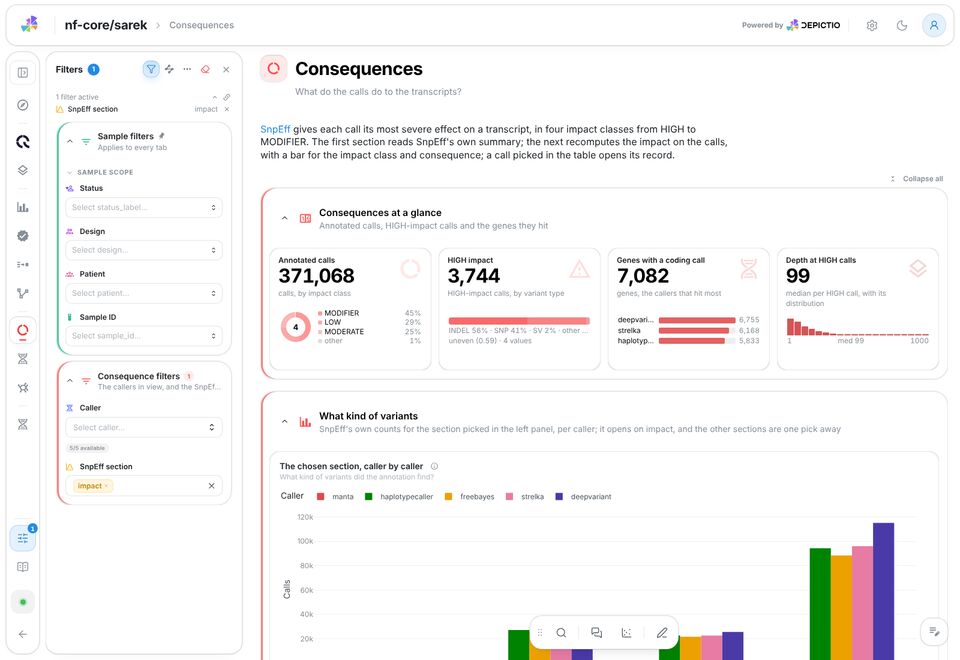 nf-core/sarek
Consequences
Powered by DEPICTIO
Filters 1
1 filter active
SnpEff section impact
Sample filters
Applies to every tab
SAMPLE SCOPE
Status
Select status_label...
Design
Select design...
Patient
Select patient...
Sample ID
Select sample_id...
Consequence filters 1
The callers in view, and the SnpEf...
Caller
Select caller...
5/5 available
SnpEff section
impact
1
Consequences
What do the calls do to the transcripts?
SnpEff gives each call its most severe effect on a transcript, in four impact classes from HIGH to
MODIFIER. The first section reads SnpEff's own summary; the next recomputes the impact on the calls,
with a bar for the impact class and consequence; a call picked in the table opens its record.
Collapse all
Consequences at a glance
Annotated calls, HIGH-impact calls and the genes they hit
Annotated calls
371,068
calls, by impact class
4
MODIFIER 45%
LOW 29%
MODERATE 25%
other 1%
HIGH impact
3,744
HIGH-impact calls, by variant type
INDEL 56% · SNP 41% · SV 2% · other ...
uneven (0.59) · 4 values
Genes with a coding call
7,082
genes, the callers that hit most
deepvari... 6,755
strelka 6,168
haplotyp... 5,833
Depth at HIGH calls
99
median per HIGH call, with its
distribution
1 med 99 1000
What kind of variants
SnpEff's own counts for the section picked in the left panel, per caller; it opens on impact, and the other sections are one pick away
The chosen section, caller by caller
What kind of variants did the annotation find?
Caller manta haplotypecaller freebayes strelka deepvariant
120k
100k
80k
60k
40k
20k
Calls